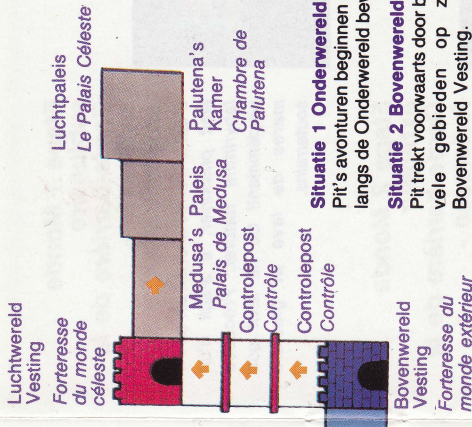 Luchtwereld
Vesting
Forteresse
du monde
céleste
Luchtpaleis
Le Palais Céleste
Medusa's Paleis
Palais de Medusa
Palutena's
Kamer
Chambre de
Palutena
Controlepost
Contrôle
Controlepost
Contrôle
Bovenwereld
Vesting
Forteresse du
monde extérieur
Situatie 1 Onderwereld
Pit's avonturen beginnen
langs de Onderwereld
Situatie 2 Bovenwereld
Pit trekt voorwaarts door
vele gebieden op
Bovenwereld Vesting.